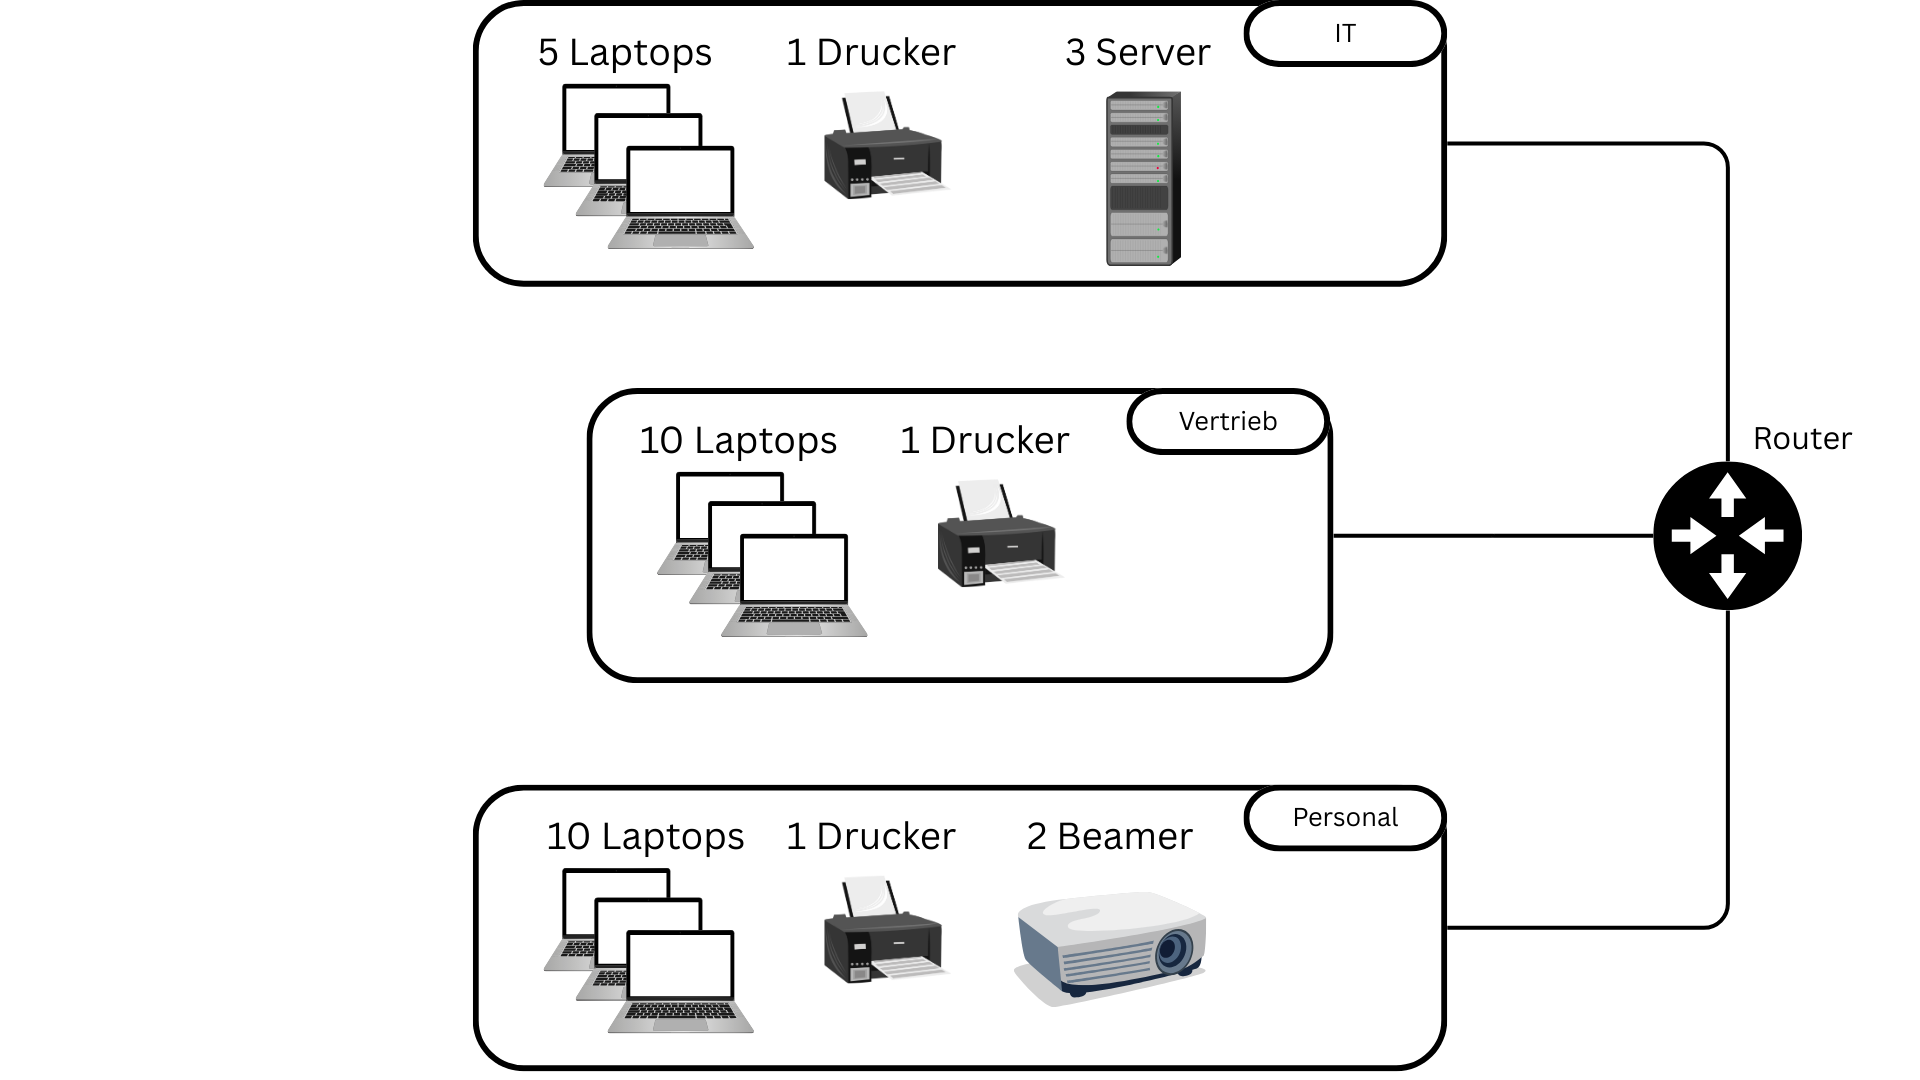 5 Laptops
1 Drucker
3 Server
IT
10 Laptops
1 Drucker
Vertrieb
Router
10 Laptops
1 Drucker
2 Beamer
Personal